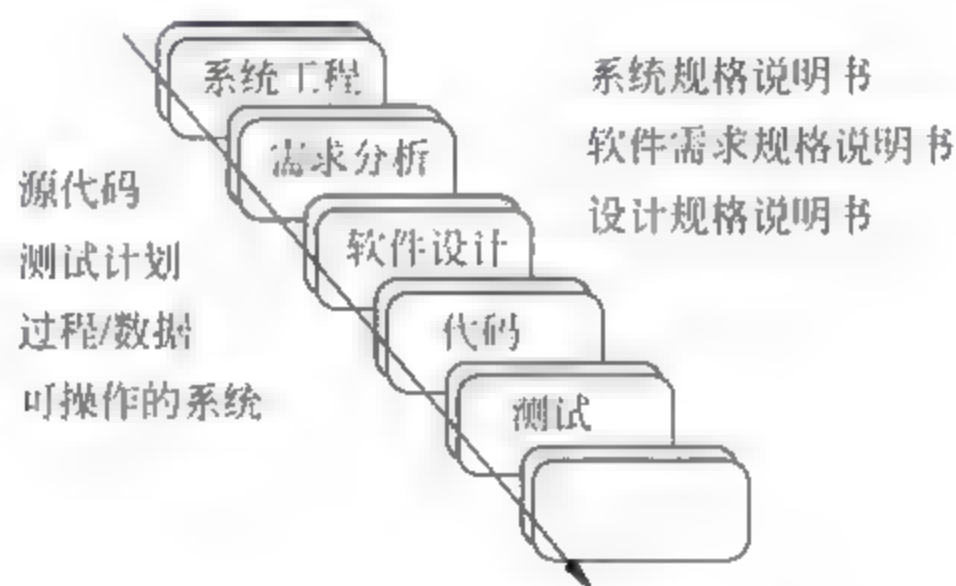 系统工程
需求分析
软件设计
代码
测试
系统规格说明书
软件需求规格说明书
设计规格说明书
源代码
测试计划
过程/数据
可操作的系统